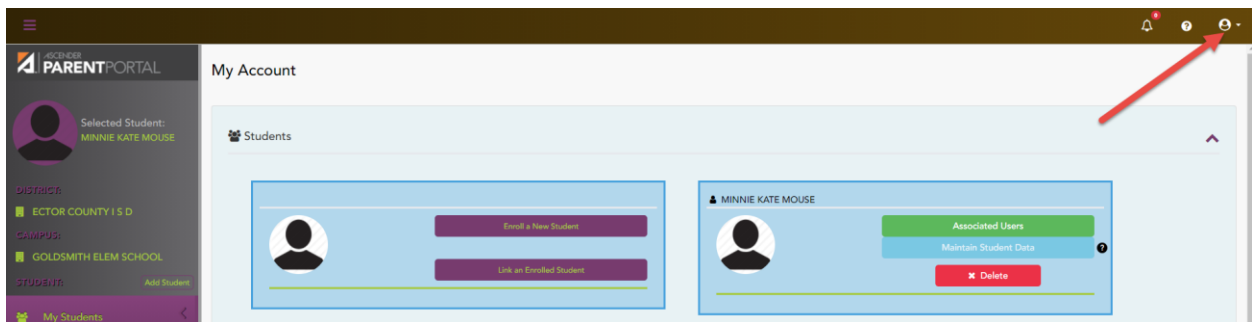 0
ASCENDER
PARENTPORTAL
Selected Student:
MINNIE KATE MOUSE
DISTRICT:
ECTOR COUNTY I S D
CAMPUS:
GOLDSMITH ELEM SCHOOL
STUDENT:
Add Student
My Students
My Account
Students
Enroll a New Student
Link an Enrolled Student
MINNIE KATE MOUSE
Associated Users
Maintain Student Data
Delete